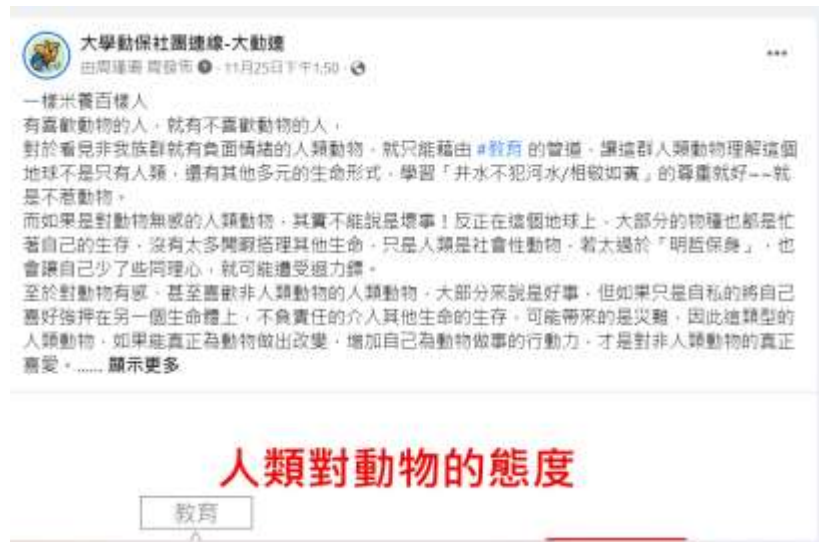 大學動保社團連線-大動連
11月25日下午1:50
一樣米養百樣人
有喜歡動物的人，就有不喜歡動物的人，
對於看見非我族群就有負面情緒的人類動物，就只能藉由 #教育 的管道，讓這群人類動物理解這個
地球不是只有人類，還有其他多元的生命形式，學習「井水不犯河水/相敬如賓」的尊重就好~~就
是不惹動物。
而如果是對動物無感的人類動物，其實不能說是壞事！反正在這個地球上，大部分的物種也都是忙
著自己的生存，沒有太多閒暇搭理其他生命，只是人類是社會性動物，若太過於「明哲保身」，也
會讓自己少了些同理心，就可能遭受迴力鏢。
至於對動物有感，甚至喜歡非人類動物的人類動物，大部分來說是好事，但如果只是自私的將自己
喜好強押在另一個生命體上，不負責任的介入其他生命的生存，可能帶來的是災難，因此這類型的
人類動物，如果能真正為動物做出改變，增加自己為動物做事的行動力，才是對非人類動物的真正
喜愛。...... 顯示更多
人類對動物的態度
教育